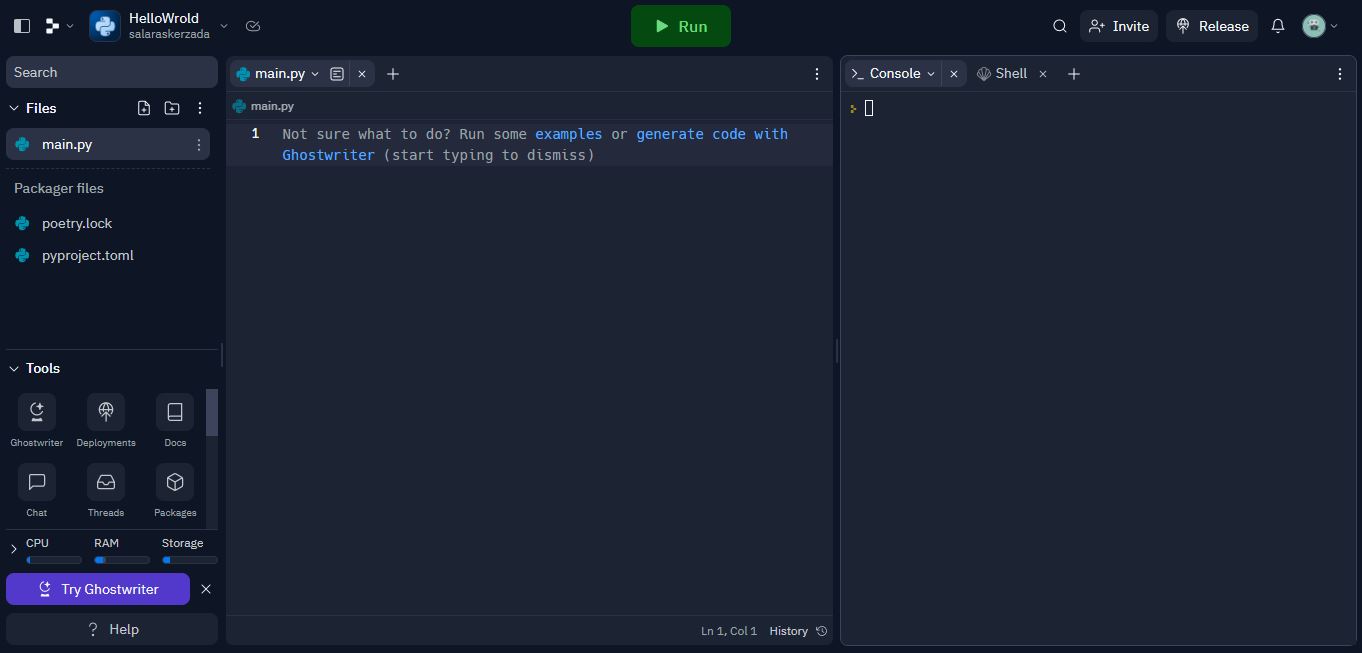 HelloWrold
salaraskerzada
Run
Invite
Release
Search
Files
main.py
Packager files
poetry.lock
pyproject.toml
Tools
Ghostwriter
Deployments
Docs
Chat
Threads
Packages
CPU
RAM
Storage
Try Ghostwriter
? Help
main.py
main.py
1 Not sure what to do? Run some examples or generate code with
Ghostwriter (start typing to dismiss)
Ln 1, Col 1
History
Console
Shell